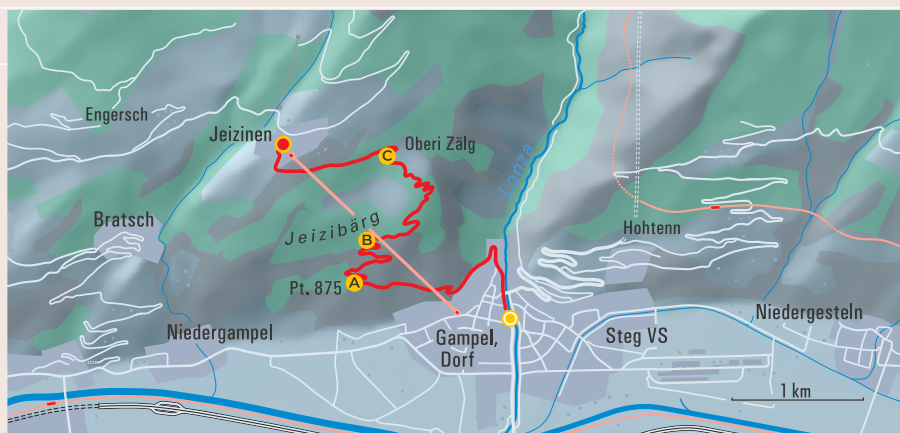 Engersch
Jeizinen
C
Oberi Zälg
Lonza
Bratsch
Jeizibärg
B
Hohtenn
Pt. 875
A
Niedergampel
Gampel,
Dorf
Steg VS
Niedergesteln
1 km